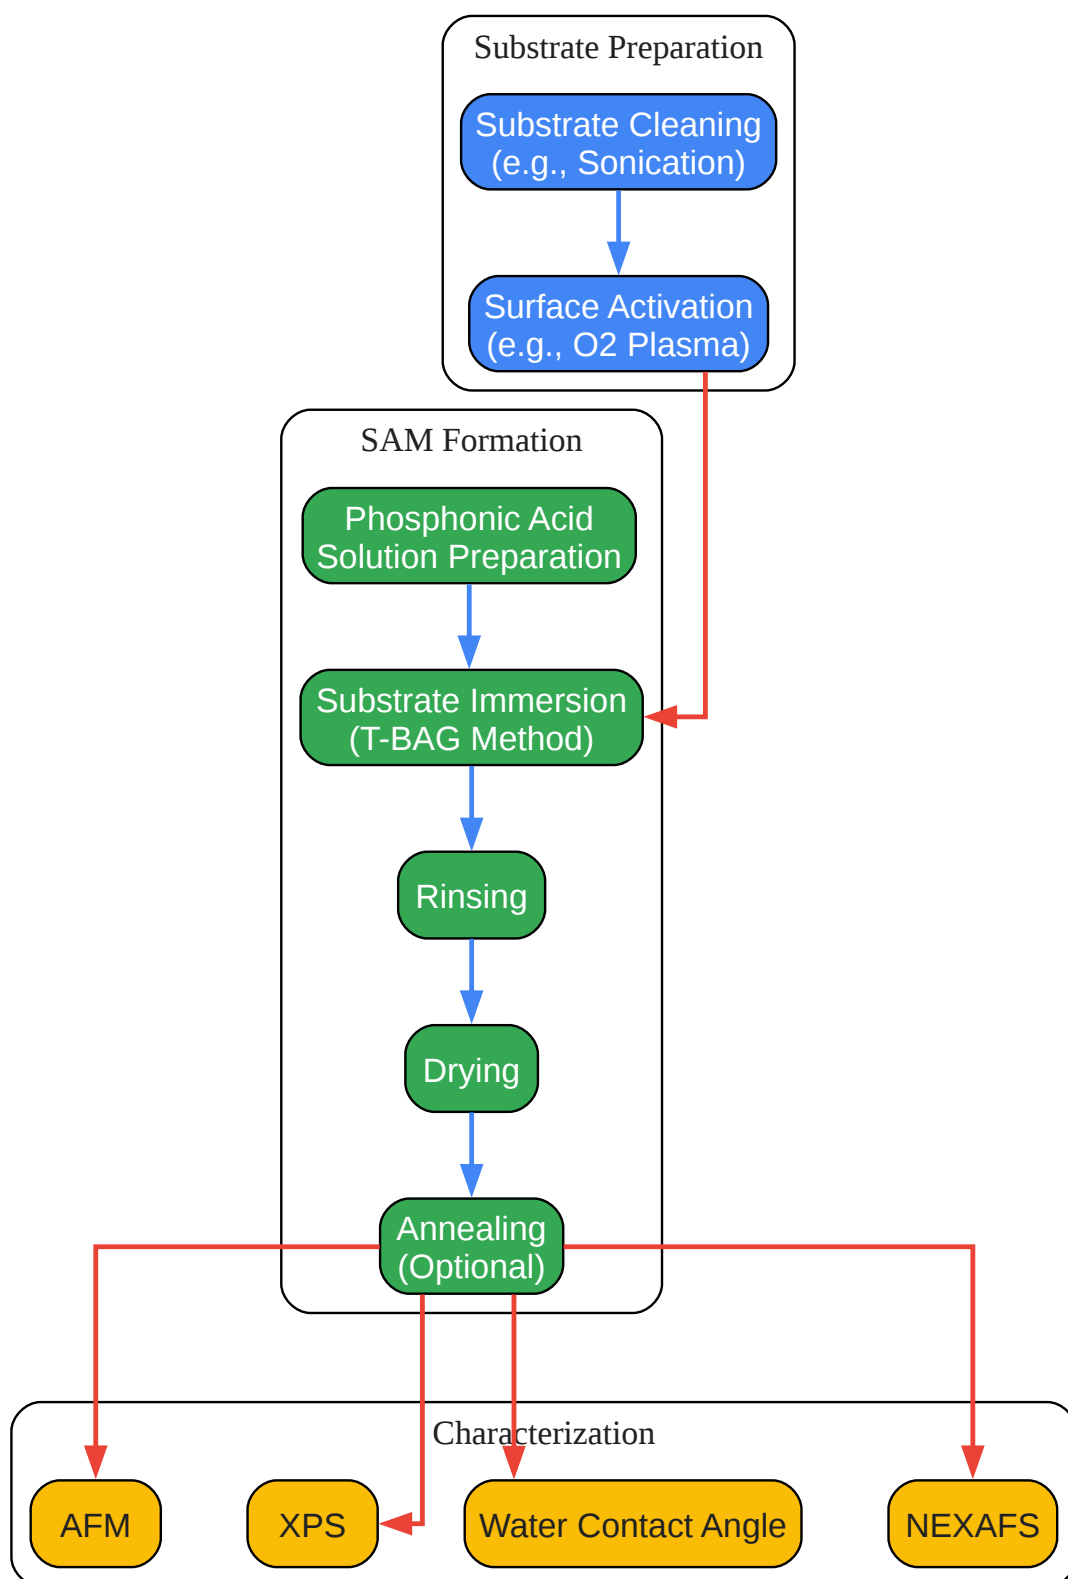 Substrate Preparation
Substrate Cleaning
(e.g., Sonication)
Surface Activation
(e.g., O2 Plasma)
SAM Formation
Phosphonic Acid
Solution Preparation
Substrate Immersion
(T-BAG Method)
Rinsing
Drying
Annealing
(Optional)
Characterization
AFM
XPS
Water Contact Angle
NEXAFS